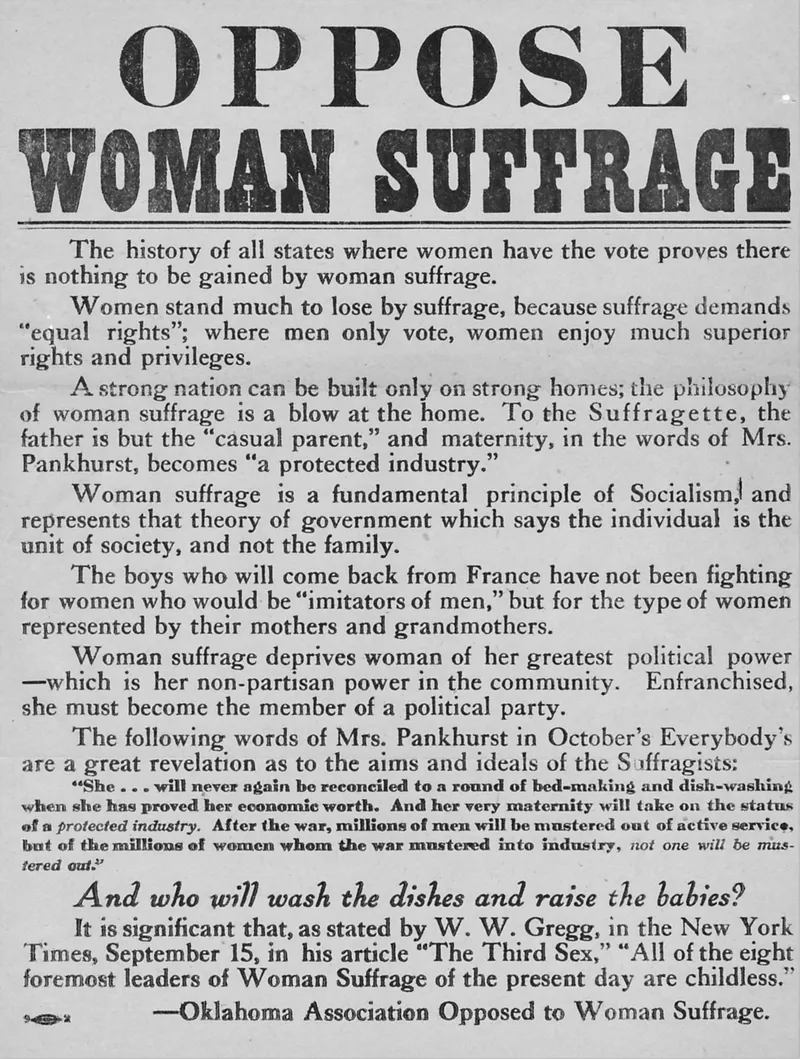 OPPOSE
WOMAN SUFFRAGE
The history of all states where women have the vote proves there
is nothing to be gained by woman suffrage.
Women stand much to lose by suffrage, because suffrage demands
"equal rights"; where men only vote, women enjoy much superior
rights and privileges.
A strong nation can be built only on strong homes; the philosophy
of woman suffrage is a blow at the home. To the Suffragette, the
father is but the "casual parent," and maternity, in the words of Mrs.
Pankhurst, becomes "a protected industry."
Woman suffrage is a fundamental principle of Socialism, and
represents that theory of government which says the individual is the
unit of society, and not the family.
The boys who will come back from France have not been fighting
for women who would be "imitators of men," but for the type of women
represented by their mothers and grandmothers.
Woman suffrage deprives woman of her greatest political power
—which is her non-partisan power in the community. Enfranchised,
she must become the member of a political party.
The following words of Mrs. Pankhurst in October's Everybody's
are a great revelation as to the aims and ideals of the Suffragists:
"She . . . will never again be reconciled to a round of bed-making and dish-washing
when she has proved her economic worth. And her very maternity will take on the status
of a protected industry. After the war, millions of men will be mustered out of active service,
but of the millions of women whom the war mustered into industry, not one will be mus-
tered out."
And who will wash the dishes and raise the babies?
It is significant that, as stated by W. W. Gregg, in the New York
Times, September 15, in his article "The Third Sex," "All of the eight
foremost leaders of Woman Suffrage of the present day are childless."
—Oklahoma Association Opposed to Woman Suffrage.